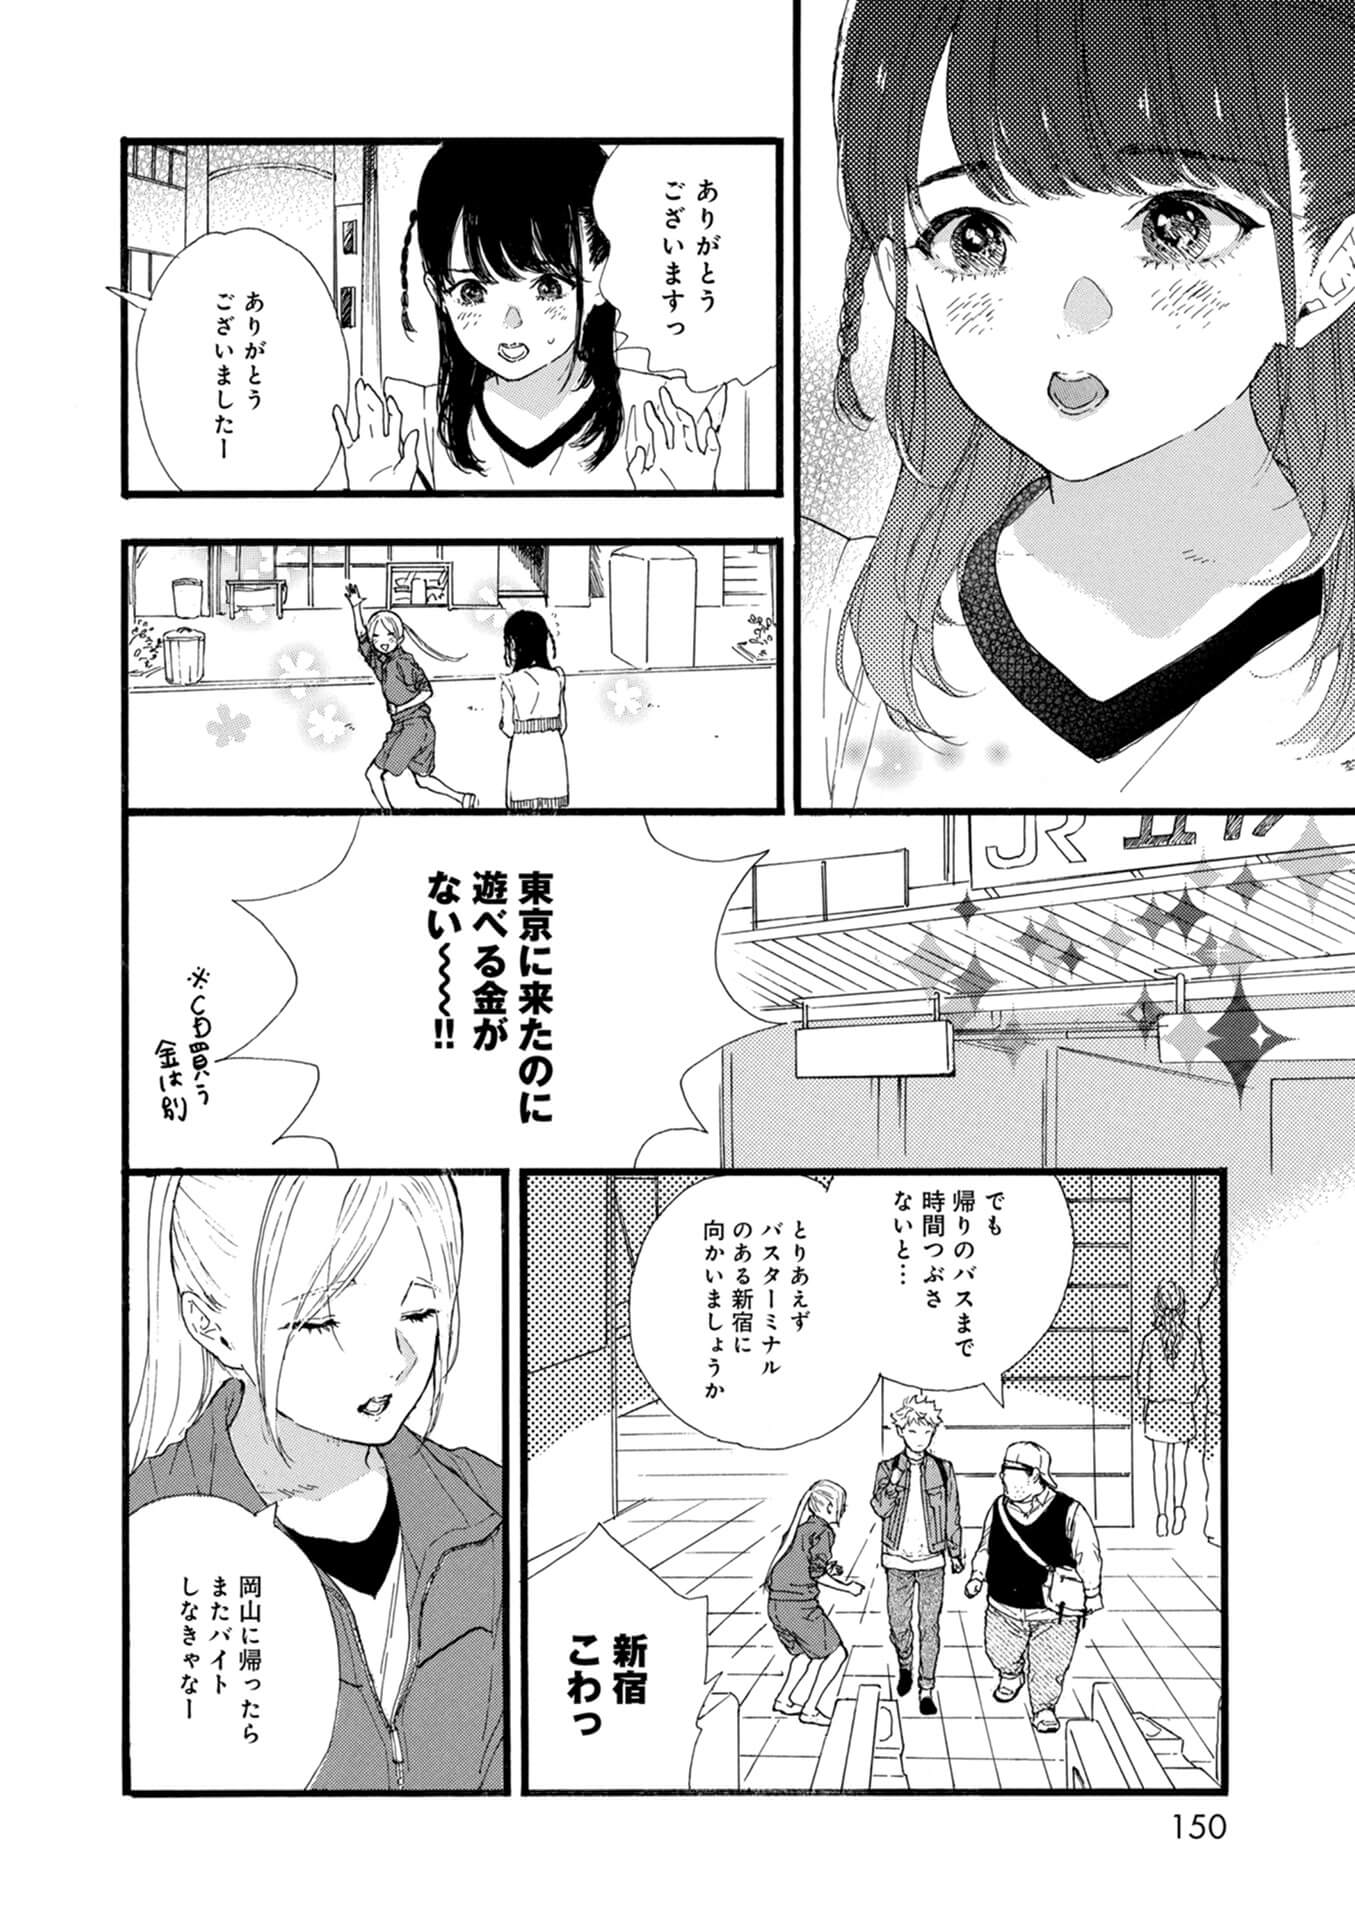 ありがとう
ございますっ
ありがとう
ございましたー
JR
東京に来たのに
遊べる金が
ない〜〜〜!!
※CD買う
金は別
でも
帰りのバスまで
時間つぶさ
ないと…
とりあえず
バスターミナル
のある新宿に
向かいましょうか
新宿
こわっ
岡山に帰ったら
またバイト
しなきゃなー
150